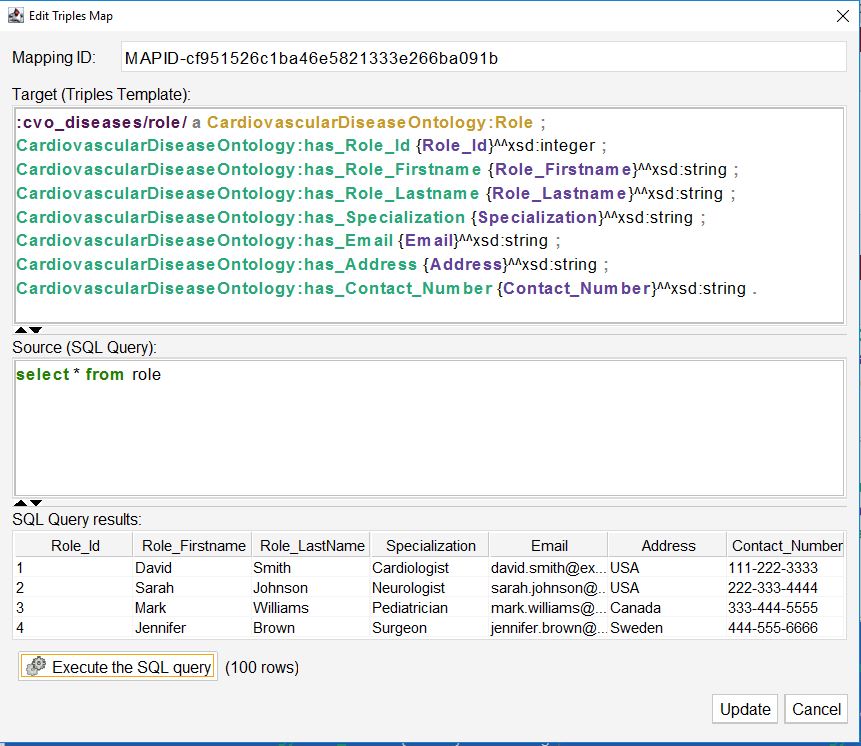 Edit Triples Map
Mapping ID: MAPID-cf951526c1ba46e5821333e266ba091b
Target (Triples Template):
:cvo_diseases/role/ a CardiovascularDiseaseOntology:Role ;
CardiovascularDiseaseOntology:has_Role_Id {Role_Id}^^xsd:integer ;
CardiovascularDiseaseOntology:has_Role_Firstname {Role_Firstname}^^xsd:string ;
CardiovascularDiseaseOntology:has_Role_Lastname {Role_Lastname}^^xsd:string ;
CardiovascularDiseaseOntology:has_Specialization {Specialization}^^xsd:string ;
CardiovascularDiseaseOntology:has_Email {Email}^^xsd:string ;
CardiovascularDiseaseOntology:has_Address {Address}^^xsd:string ;
CardiovascularDiseaseOntology:has_Contact_Number {Contact_Number}^^xsd:string .
Source (SQL Query):
select * from role
SQL Query results:
Role_Id Role_Firstname Role_LastName Specialization Email Address Contact_Number
1 David Smith Cardiologist david.smith@ex... USA 111-222-3333
2 Sarah Johnson Neurologist sarah.johnson@... USA 222-333-4444
3 Mark Williams Pediatrician mark.williams@... Canada 333-444-5555
4 Jennifer Brown Surgeon jennifer.brown@... Sweden 444-555-6666
Execute the SQL query (100 rows)
Update Cancel